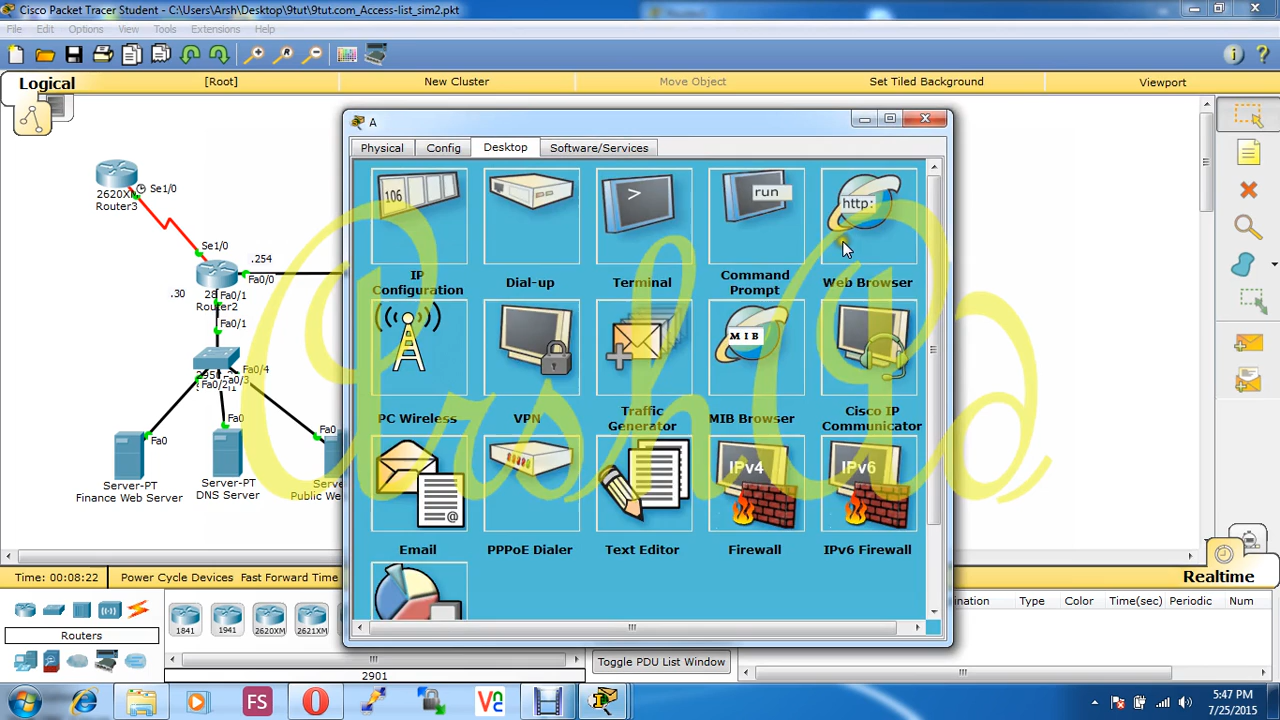 Cisco Packet Tracer Student - C:\Users\Arsh\Desktop\9tut\9tut.com_Access-list_sim2.pkt
File Edit Options View Tools Extensions Help
Logical [Root] New Cluster Move Object Set Tiled Background Viewport
A
Physical Config Desktop Software/Services
106
>
run
http:
IP Configuration
Dial-up
Terminal
Command Prompt
Web Browser
MIB
PC Wireless
VPN
Traffic Generator
MIB Browser
Cisco IP Communicator
@
IPv4
IPv6
Email
PPPoE Dialer
Text Editor
Firewall
IPv6 Firewall
2620XM
Router3
Se1/0
Se1/0
.254
Fa0/0
.30
Fa0/1
Router2
Fa0/1
Fa0/4
Fa0/2
Fa0
Fa0
Fa0
Server-PT
Finance Web Server
Server-PT
DNS Server
Time: 00:08:22 Power Cycle Devices Fast Forward Time
Realtime
Routers
1841 1941 2620XM 2621XM
2901
Toggle PDU List Window
Type Color Time(sec) Periodic Num
FS
5:47 PM
7/25/2015